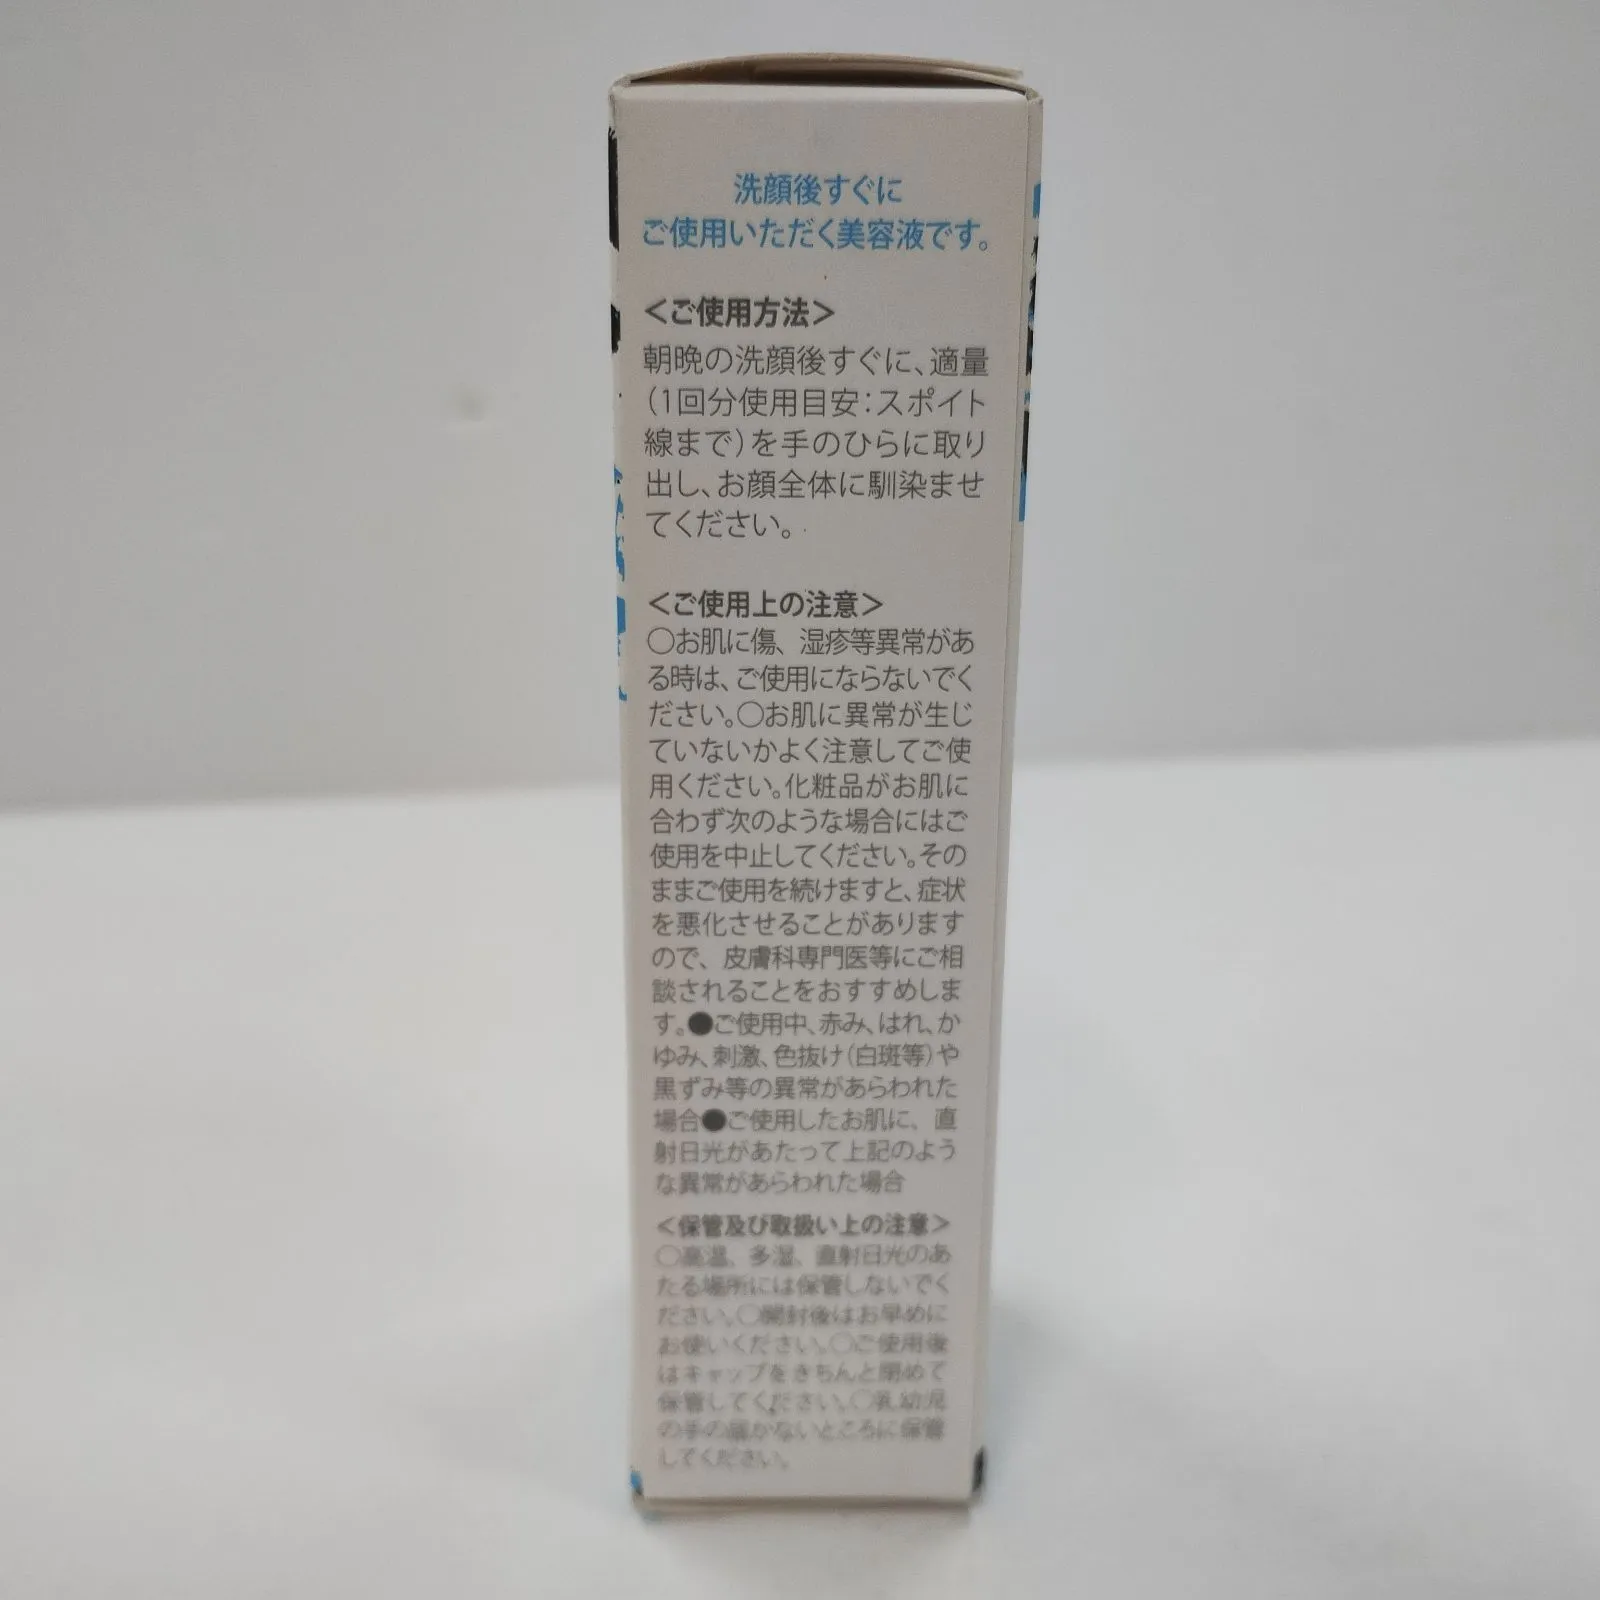 洗顔後すぐに
ご使用いただく美容液です。
＜ご使用方法＞
朝晩の洗顔後すぐに、適量
（1回分使用目安：スポイト
線まで）を手のひらに取り
出し、お顔全体に馴染ませ
てください。
＜ご使用上の注意＞
○お肌に傷、湿疹等異常があ
る時は、ご使用にならないでく
ださい。○お肌に異常が生じ
ていないかよく注意してご使
用ください。化粧品がお肌に
合わず次のような場合にはご
使用を中止してください。その
ままご使用を続けますと、症状
を悪化させることがあります
ので、皮膚科専門医等にご相
談されることをおすすめしま
す。●ご使用中、赤み、はれ、か
ゆみ、刺激、色抜け（白斑等）や
黒ずみ等の異常があらわれた
場合●ご使用したお肌に、直
射日光があたって上記のよう
な異常があらわれた場合
＜保管及び取扱い上の注意＞
○高温、多湿、直射日光のあ
たる場所には保管しないでく
ださい。○開封後はお早めに
お使いください。○ご使用後
はキャップをきちんと閉めて
保管してください。○乳幼児
の手の届かないところに保管
してください。